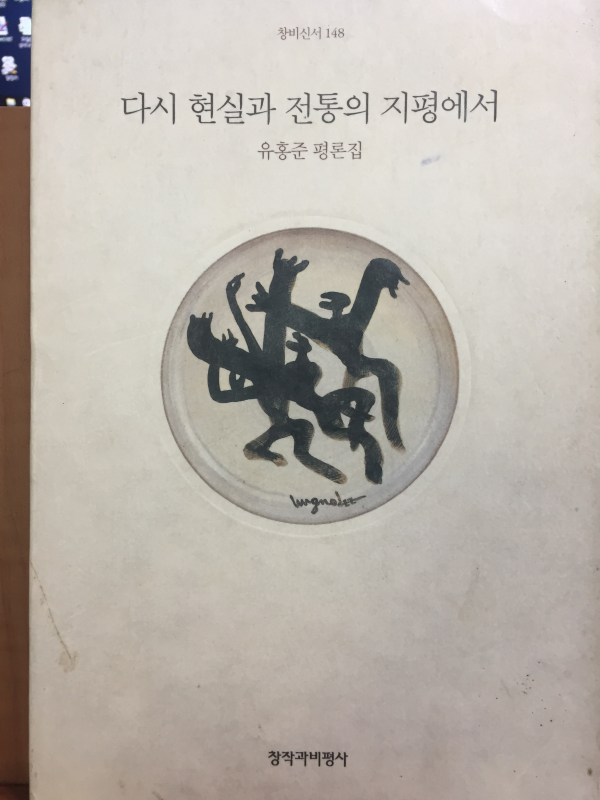 창비신서 148
다시 현실과 전통의 지평에서
유홍준 평론집
창작과비평사